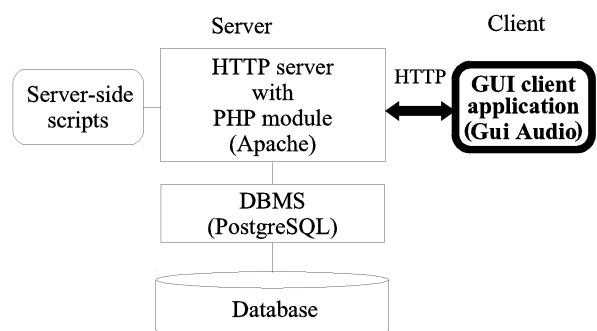 Server
Client
HTTP server
with
PHP module
(Apache)
HTTP
GUI client
application
(Gui Audio)
Server-side
scripts
DBMS
(PostgreSQL)
Database